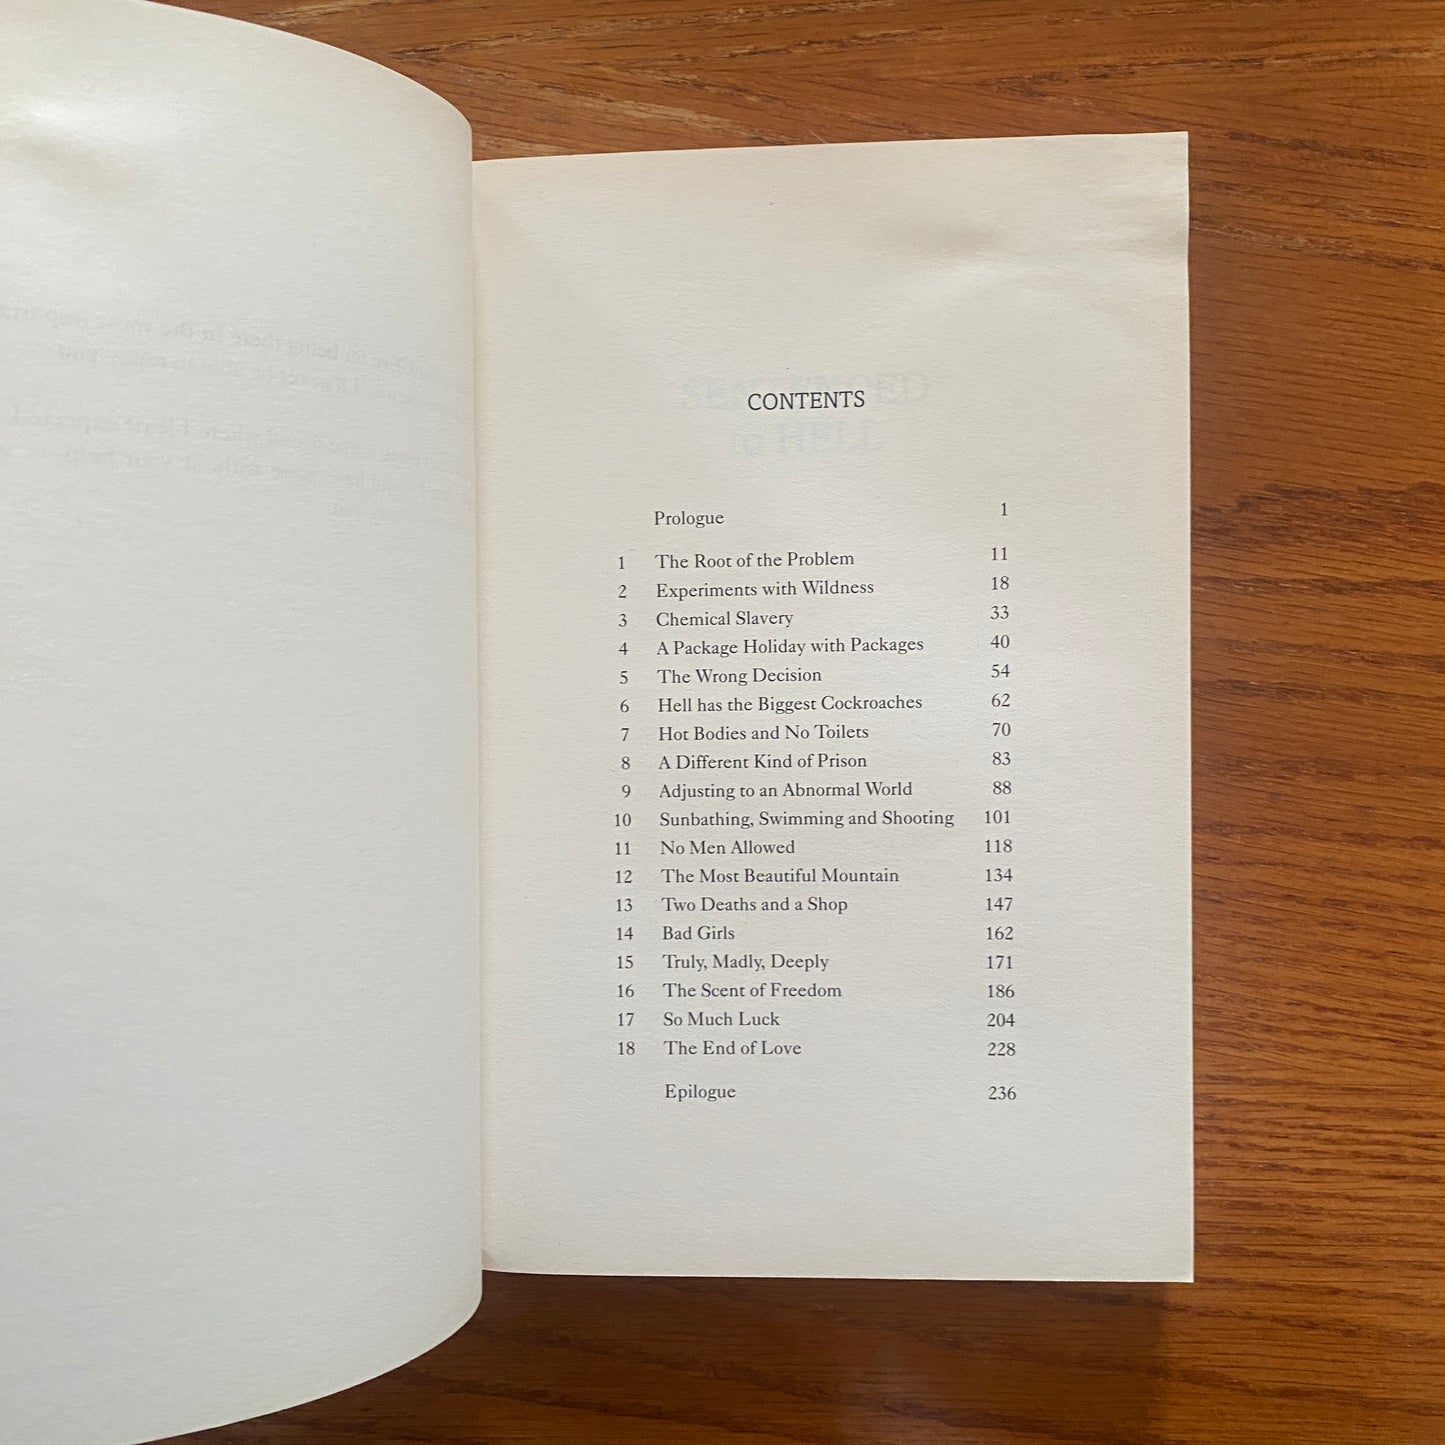 CONTENTS
Prologue 1
1 The Root of the Problem 11
2 Experiments with Wildness 18
3 Chemical Slavery 33
4 A Package Holiday with Packages 40
5 The Wrong Decision 54
6 Hell has the Biggest Cockroaches 62
7 Hot Bodies and No Toilets 70
8 A Different Kind of Prison 83
9 Adjusting to an Abnormal World 88
10 Sunbathing, Swimming and Shooting 101
11 No Men Allowed 118
12 The Most Beautiful Mountain 134
13 Two Deaths and a Shop 147
14 Bad Girls 162
15 Truly, Madly, Deeply 171
16 The Scent of Freedom 186
17 So Much Luck 204
18 The End of Love 228
Epilogue 236